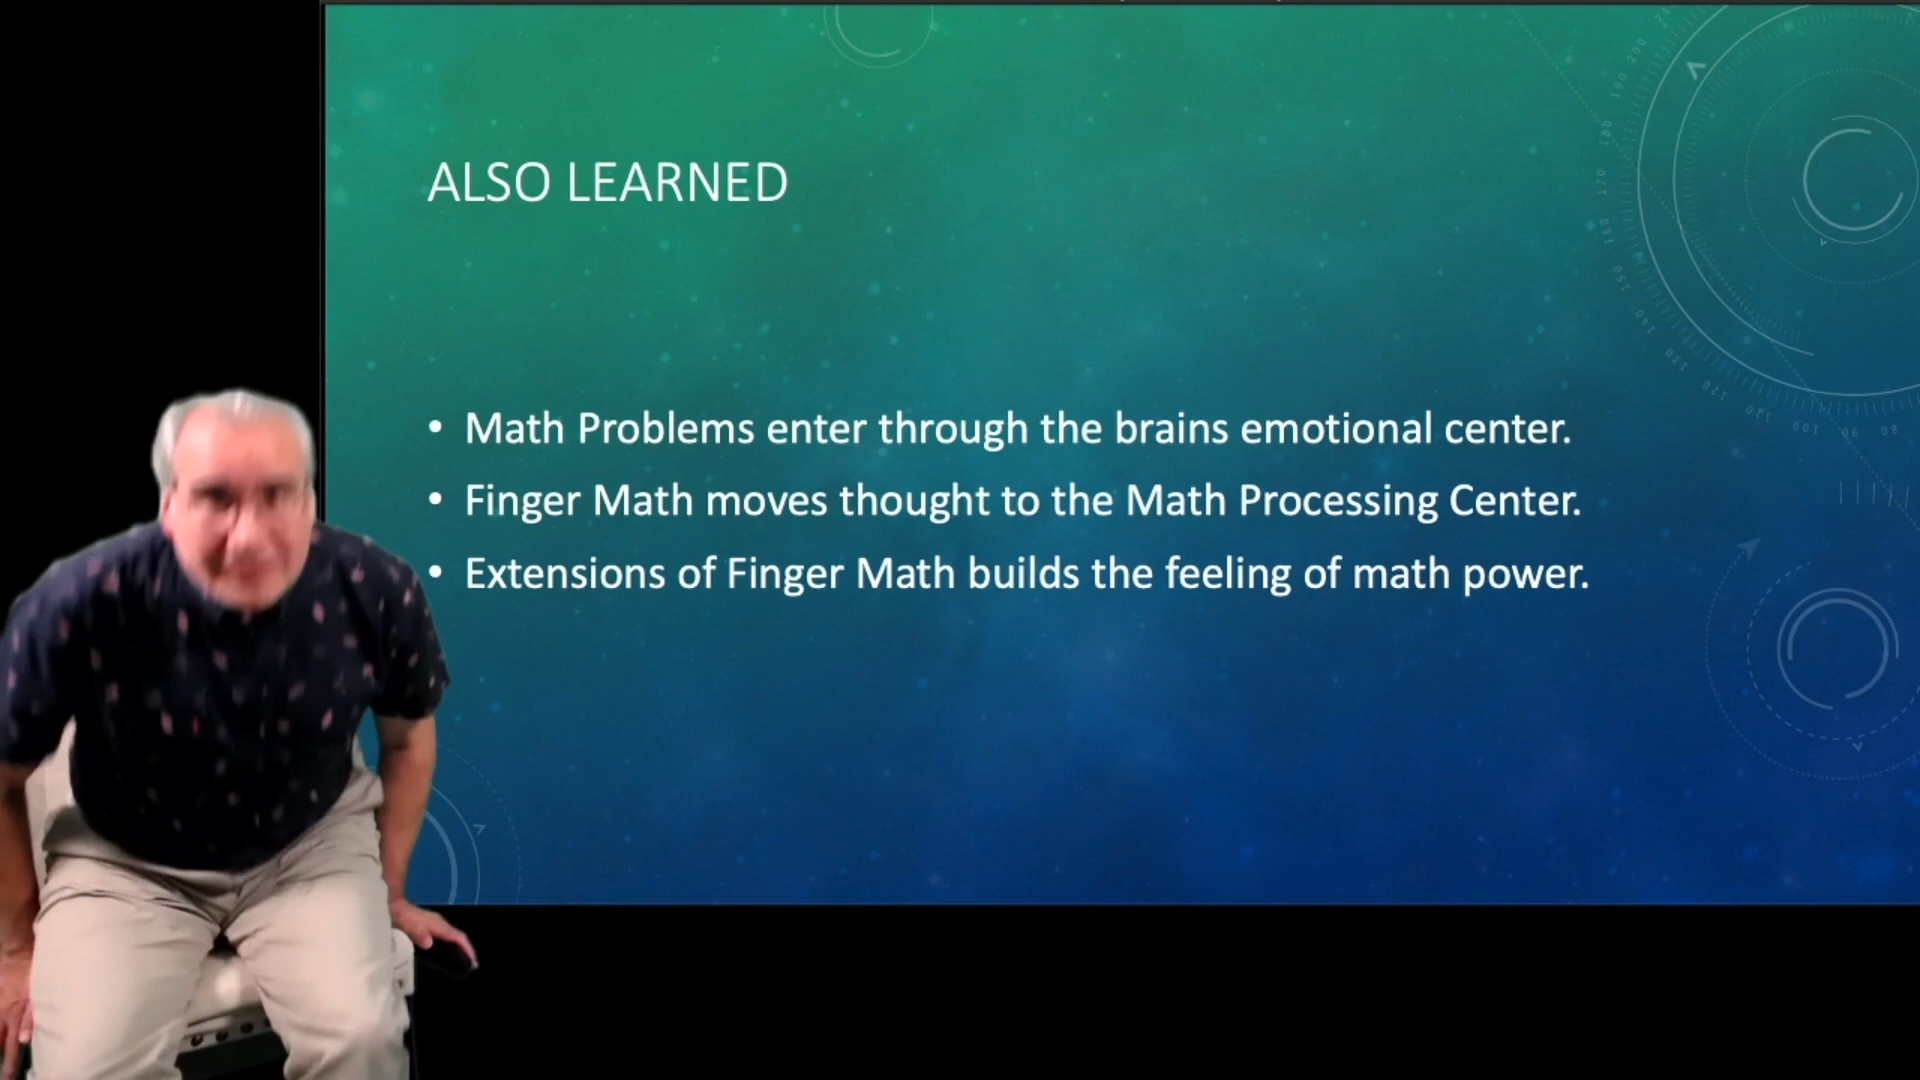 ALSO LEARNED
• Math Problems enter through the brains emotional center.
• Finger Math moves thought to the Math Processing Center.
• Extensions of Finger Math builds the feeling of math power.